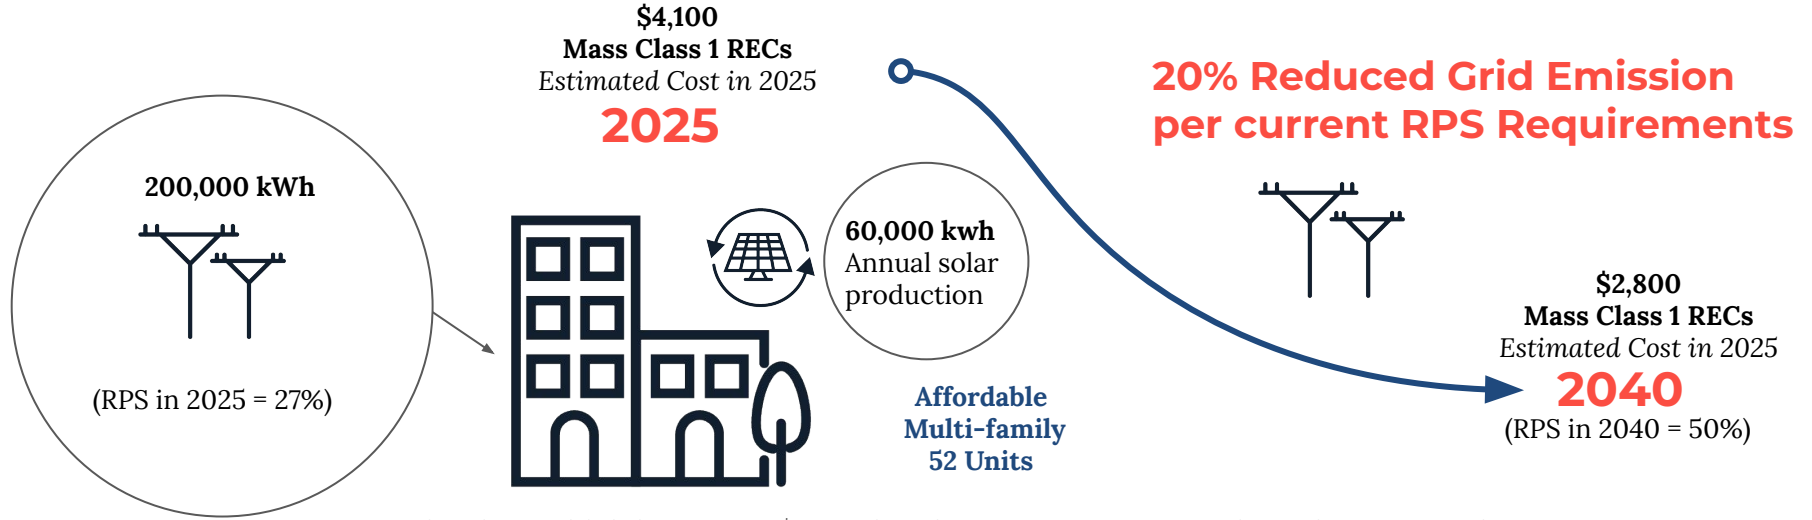 $4,100
Mass Class 1 RECs
Estimated Cost in 2025
2025
20% Reduced Grid Emission
per current RPS Requirements
200,000 kWh
(RPS in 2025 = 27%)
60,000 kwh
Annual solar
production
Affordable
Multi-family
52 Units
$2,800
Mass Class 1 RECs
Estimated Cost in 2025
2040
(RPS in 2040 = 50%)